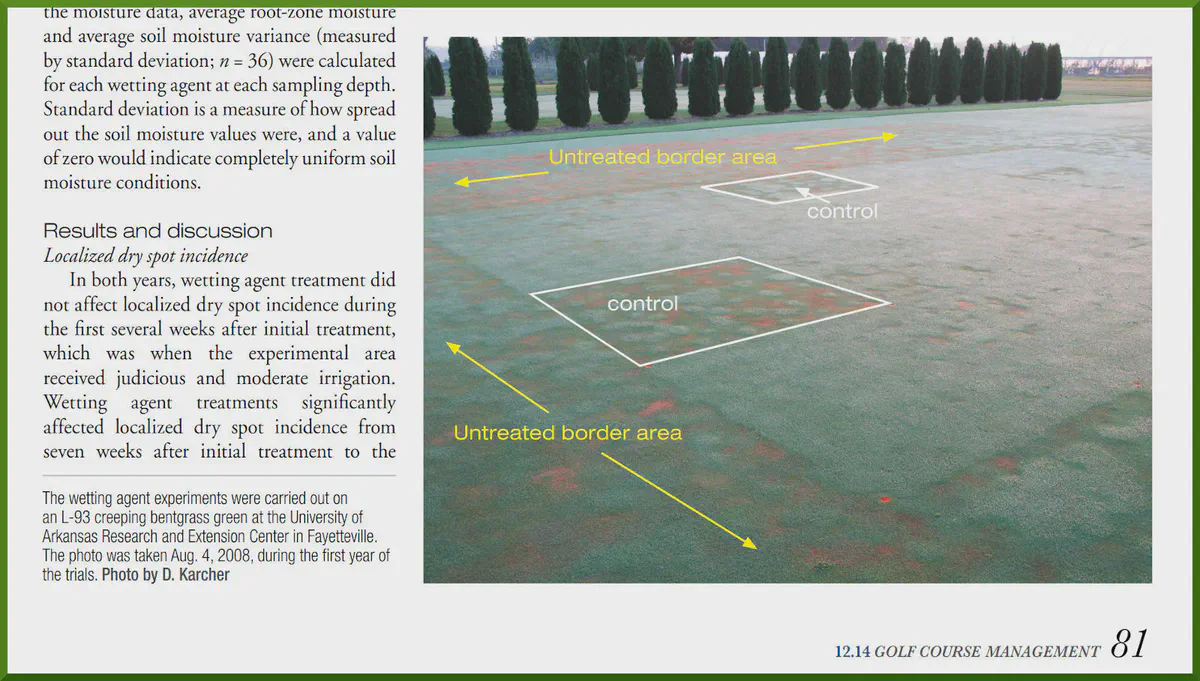 the moisture data, average root-zone moisture
and average soil moisture variance (measured
by standard deviation; n = 36) were calculated
for each wetting agent at each sampling depth.
Standard deviation is a measure of how spread
out the soil moisture values were, and a value
of zero would indicate completely uniform soil
moisture conditions.
Results and discussion
Localized dry spot incidence
In both years, wetting agent treatment did
not affect localized dry spot incidence during
the first several weeks after initial treatment,
which was when the experimental area
received judicious and moderate irrigation.
Wetting agent treatments significantly
affected localized dry spot incidence from
seven weeks after initial treatment to the
The wetting agent experiments were carried out on
an L-93 creeping bentgrass green at the University of
Arkansas Research and Extension Center in Fayetteville.
The photo was taken Aug. 4, 2008, during the first year of
the trials. Photo by D. Karcher
Untreated border area
control
control
Untreated border area
12.14 GOLF COURSE MANAGEMENT 81